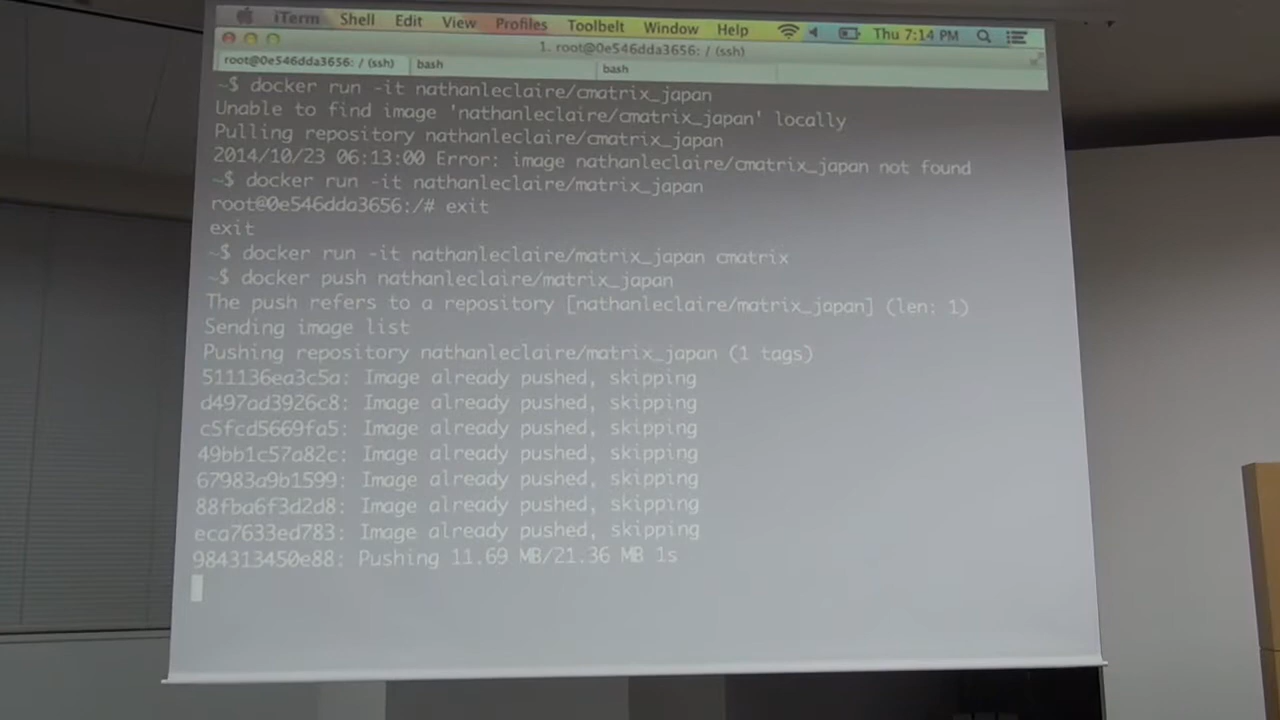 iTerm Shell Edit View Profiles Toolbelt Window Help Thu 7:14 PM
1. root@0e546dda3656: / (ssh)
root@0e546dda3656: / (ssh) bash bash
~$ docker run -it nathanleclaire/cmatrix_japan
Unable to find image 'nathanleclaire/cmatrix_japan' locally
Pulling repository nathanleclaire/cmatrix_japan
2014/10/23 06:13:00 Error: image nathanleclaire/cmatrix_japan not found
~$ docker run -it nathanleclaire/matrix_japan
root@0e546dda3656:/# exit
exit
~$ docker run -it nathanleclaire/matrix_japan cmatrix
~$ docker push nathanleclaire/matrix_japan
The push refers to a repository [nathanleclaire/matrix_japan] (len: 1)
Sending image list
Pushing repository nathanleclaire/matrix_japan (1 tags)
511136ea3c5a: Image already pushed, skipping
d497ad3926c8: Image already pushed, skipping
c5fcd5669fa5: Image already pushed, skipping
49bb1c57a82c: Image already pushed, skipping
67983a9b1599: Image already pushed, skipping
88fba6f3d2d8: Image already pushed, skipping
eca7633ed783: Image already pushed, skipping
984313450e88: Pushing 11.69 MB/21.36 MB 1s